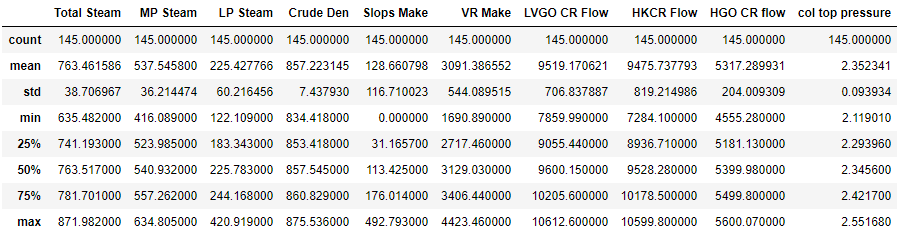 Total Steam MP Steam LP Steam Crude Den Slops Make VR Make LVGO CR Flow HKCR Flow HGO CR flow col top pressure
count 145.000000 145.000000 145.000000 145.000000 145.000000 145.000000 145.000000 145.000000 145.000000 145.000000
mean 763.461586 537.545800 225.427766 857.223145 128.660798 3091.386552 9519.170621 9475.737793 5317.289931 2.352341
std 38.706967 36.214474 60.216456 7.437930 116.710023 544.089515 706.837887 819.214986 204.009309 0.093934
min 635.482000 416.089000 122.109000 834.418000 0.000000 1690.890000 7859.990000 7284.100000 4555.280000 2.119010
25% 741.193000 523.985000 183.343000 853.418000 31.165700 2717.460000 9055.440000 8936.710000 5181.130000 2.293960
50% 763.517000 540.932000 225.783000 857.545000 113.425000 3129.030000 9600.150000 9528.280000 5399.980000 2.345600
75% 781.701000 557.262000 244.168000 860.829000 176.014000 3406.440000 10205.600000 10178.500000 5499.800000 2.421700
max 871.982000 634.805000 420.919000 875.536000 492.793000 4423.460000 10612.600000 10599.800000 5600.070000 2.551680